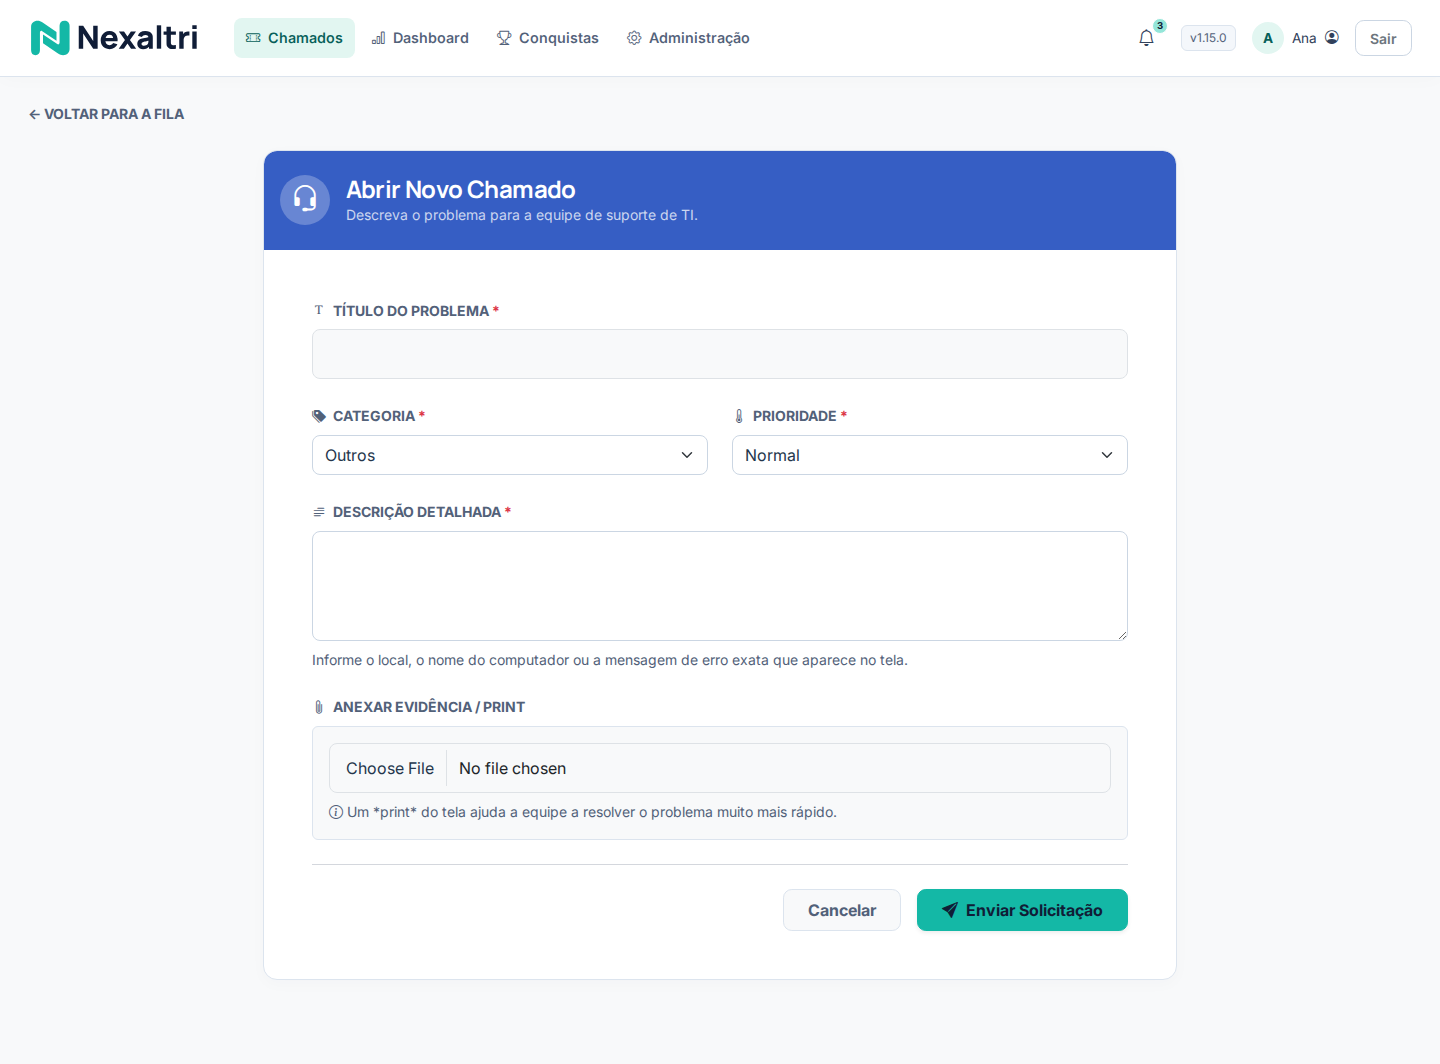 Nexaltri
Chamados
Dashboard
Conquistas
Administração
3
v1.15.0
A
Ana
Sair
← VOLTAR PARA A FILA
Abrir Novo Chamado
Descreva o problema para a equipe de suporte de TI.
T TÍTULO DO PROBLEMA *
CATEGORIA *
PRIORIDADE *
Outros
Normal
DESCRIÇÃO DETALHADA *
Informe o local, o nome do computador ou a mensagem de erro exata que aparece no tela.
ANEXAR EVIDÊNCIA / PRINT
Choose File No file chosen
Um *print* do tela ajuda a equipe a resolver o problema muito mais rápido.
Cancelar
Enviar Solicitação